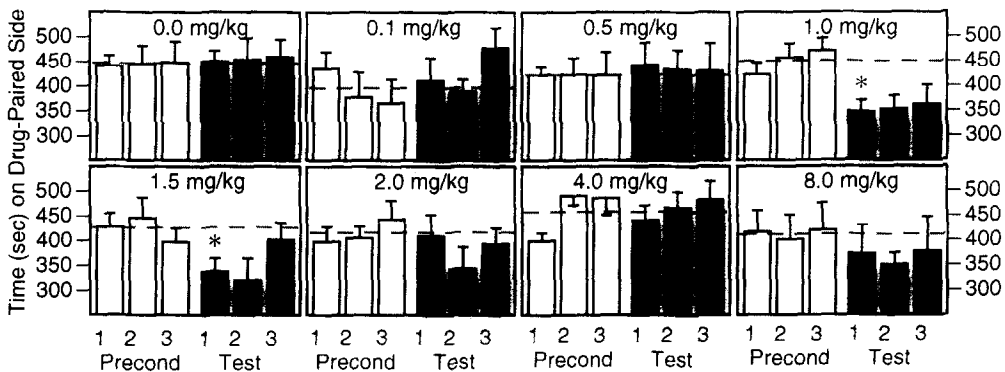 Time (sec) on Drug-Paired Side
0.0 mg/kg 0.1 mg/kg 0.5 mg/kg 1.0 mg/kg
500 500
450 450
400 400
350 350
300 300
*
1.5 mg/kg 2.0 mg/kg 4.0 mg/kg 8.0 mg/kg
500 500
450 450
400 400
350 350
300 300
*
1 2 3 1 2 3 1 2 3 1 2 3 1 2 3 1 2 3 1 2 3 1 2 3
Precond Test Precond Test Precond Test Precond Test